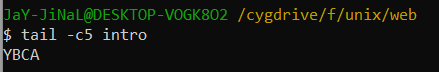 JaY-JiNaL@DESKTOP-VOGK8O2 /cygdrive/f/unix/web
$ tail -c5 intro
YBCA